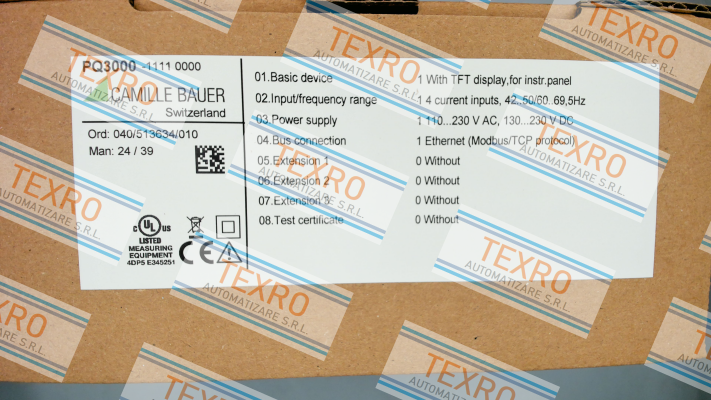 PQ3000 -1111 0000
CAMILLE BAUER
Switzerland
Ord: 040/513634/010
Man: 24 / 39
c UL us
LISTED
MEASURING
EQUIPMENT
4DP5 E345251
CE
01.Basic device 1 With TFT display,for instr.panel
02.Input/frequency range 1 4 current inputs, 42..50/60..69,5Hz
03.Power supply 1 110...230 V AC, 130...230 V DC
04.Bus connection 1 Ethernet (Modbus/TCP protocol)
05.Extension 1 0 Without
06.Extension 2 0 Without
07.Extension 3 0 Without
08.Test certificate 0 Without
TEXRO
AUTOMATIZARE S.R.L.